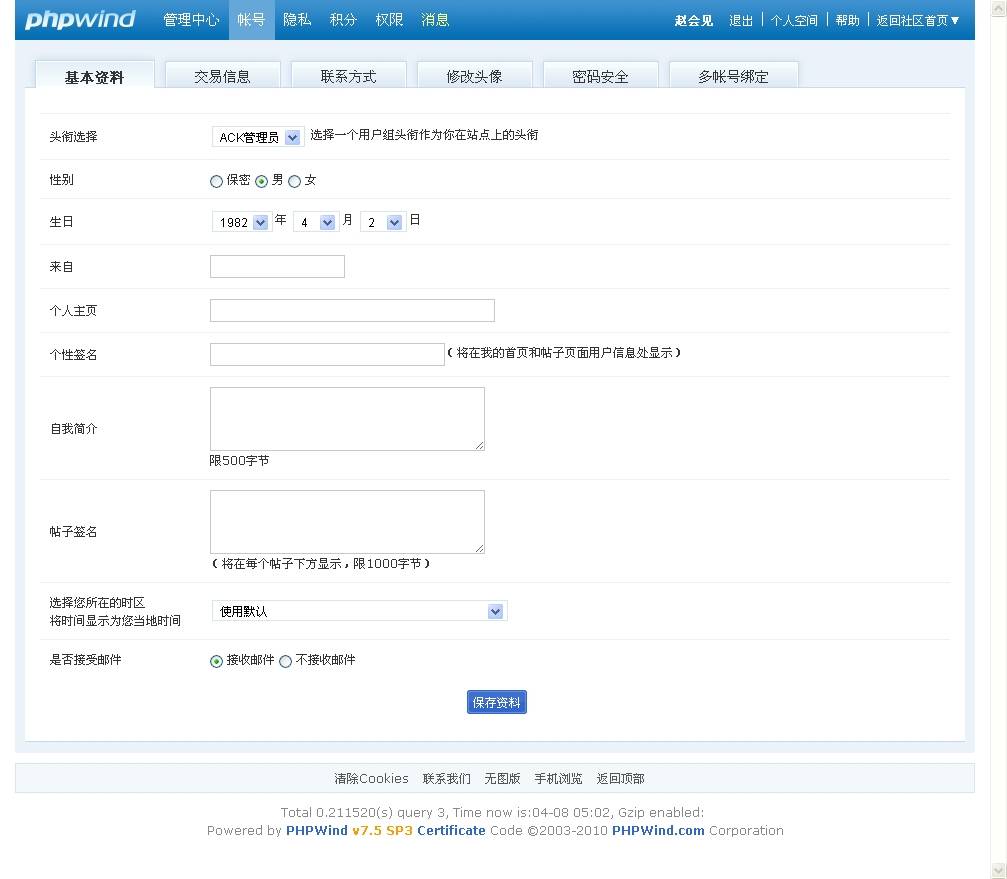 phpwind 管理中心 帐号 隐私 积分 权限 消息 赵会见 退出 个人空间 帮助 返回社区首页▼
基本资料 交易信息 联系方式 修改头像 密码安全 多帐号绑定
头衔选择 ACK管理员 选择一个用户组头衔作为你在站点上的头衔
性别 保密 男 女
生日 1982 年 4 月 2 日
来自
个人主页
个性签名 (将在我的首页和帖子页面用户信息处显示)
自我简介
限500字节
帖子签名
(将在每个帖子下方显示，限1000字节)
选择您所在的时区
将时间显示为您当地时间
使用默认
是否接受邮件 接收邮件 不接收邮件
保存资料
清除Cookies 联系我们 无图版 手机浏览 返回顶部
Total 0.211520(s) query 3, Time now is:04-08 05:02, Gzip enabled:
Powered by PHPWind v7.5 SP3 Certificate Code ©2003-2010 PHPWind.com Corporation